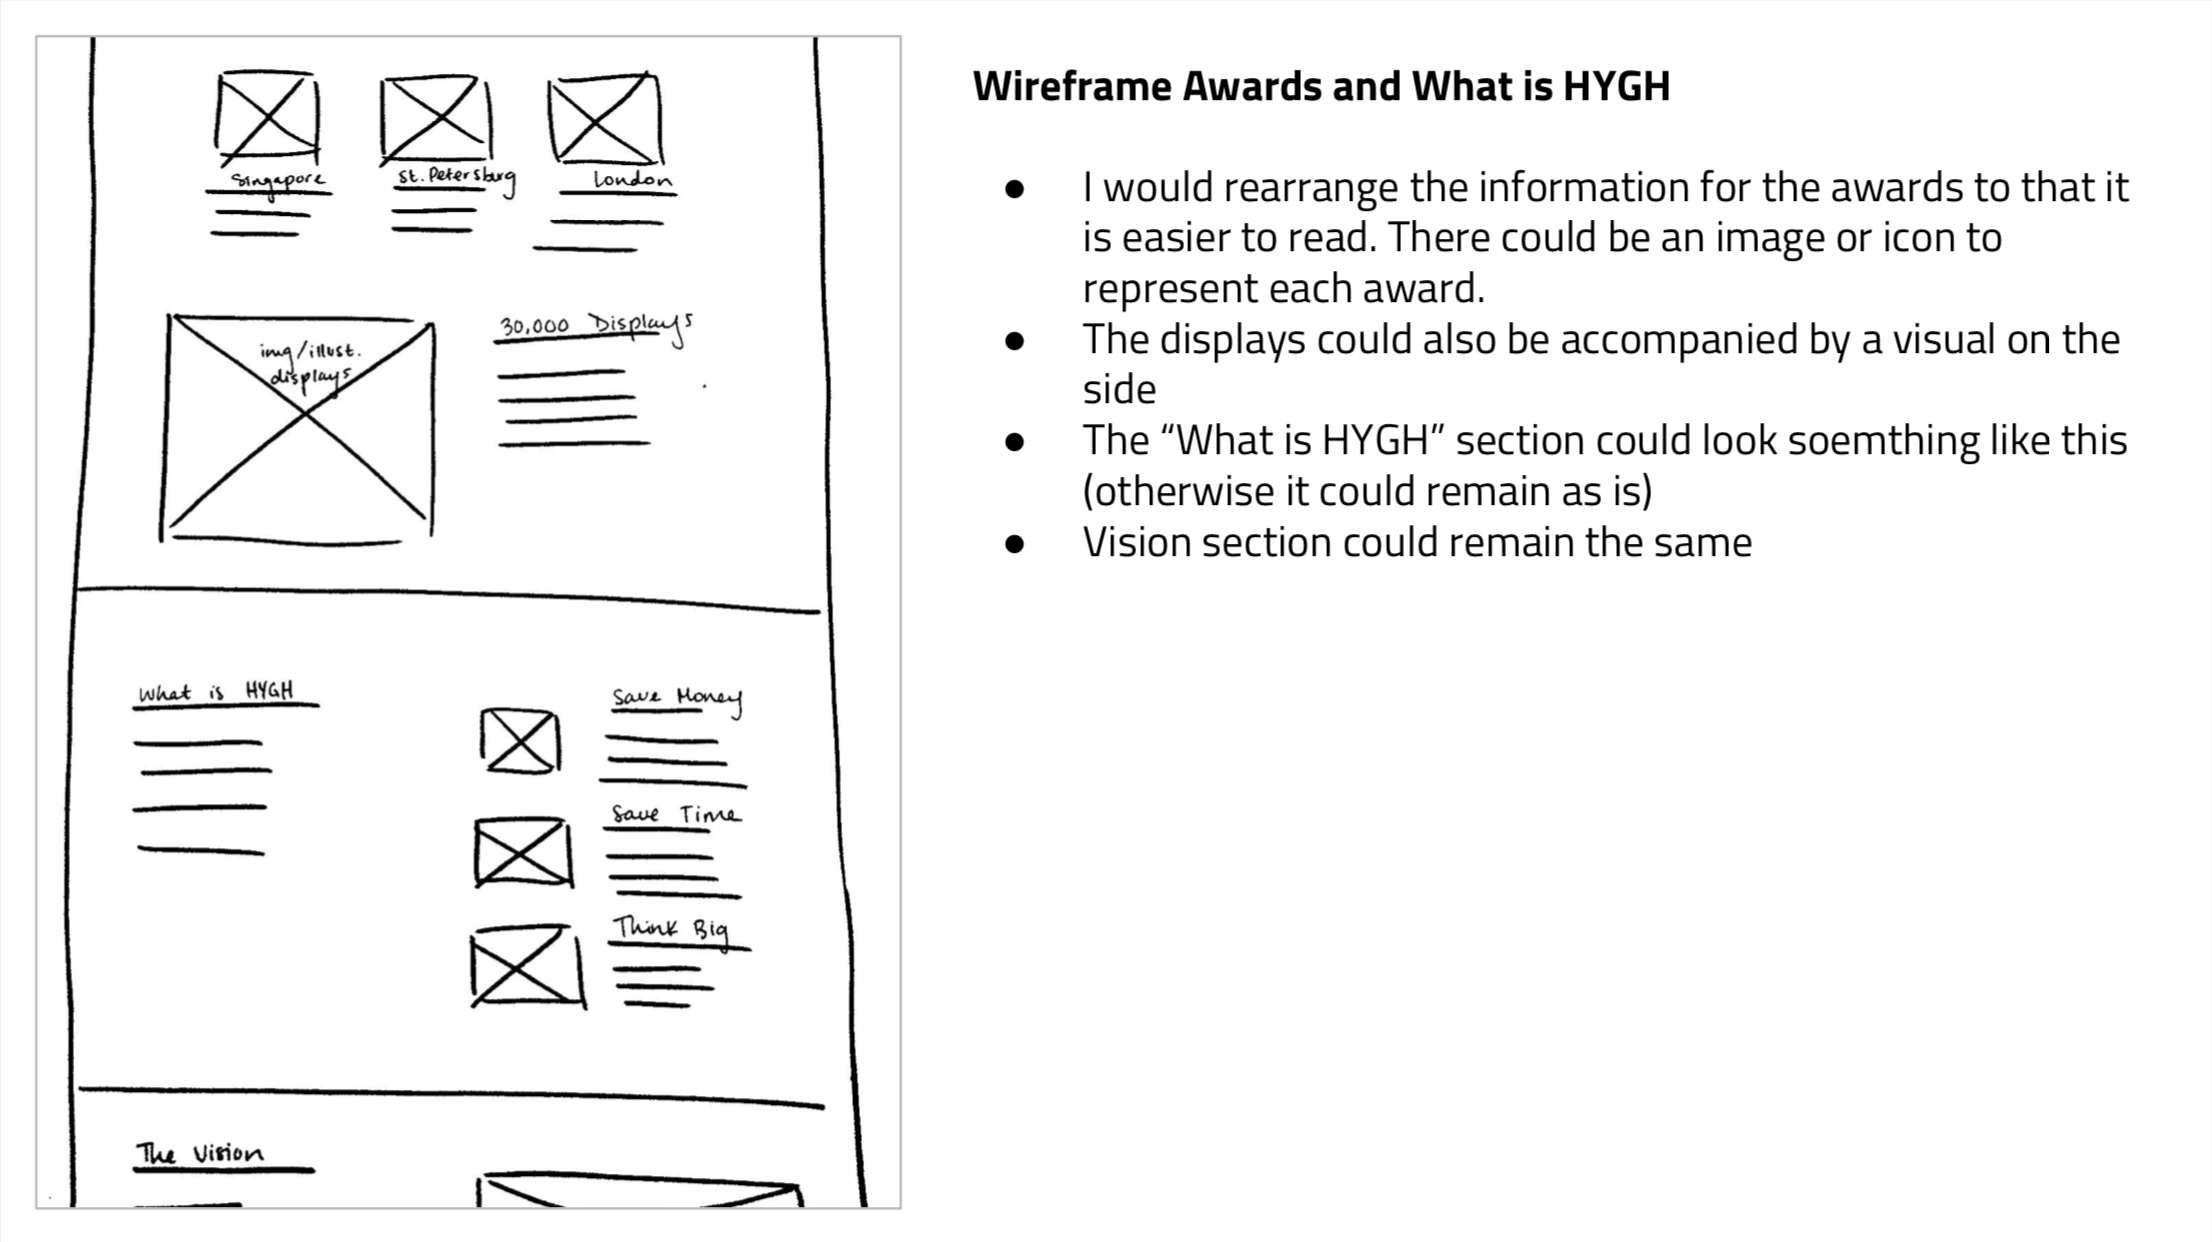 Singapore
St. Petersburg
London
img/illust.
displays
30,000 Displays
What is HYGH
Save Money
Save Time
Think Big
The Vision
Wireframe Awards and What is HYGH
● I would rearrange the information for the awards to that it
is easier to read. There could be an image or icon to
represent each award.
● The displays could also be accompanied by a visual on the
side
● The “What is HYGH” section could look soemthing like this
(otherwise it could remain as is)
● Vision section could remain the same